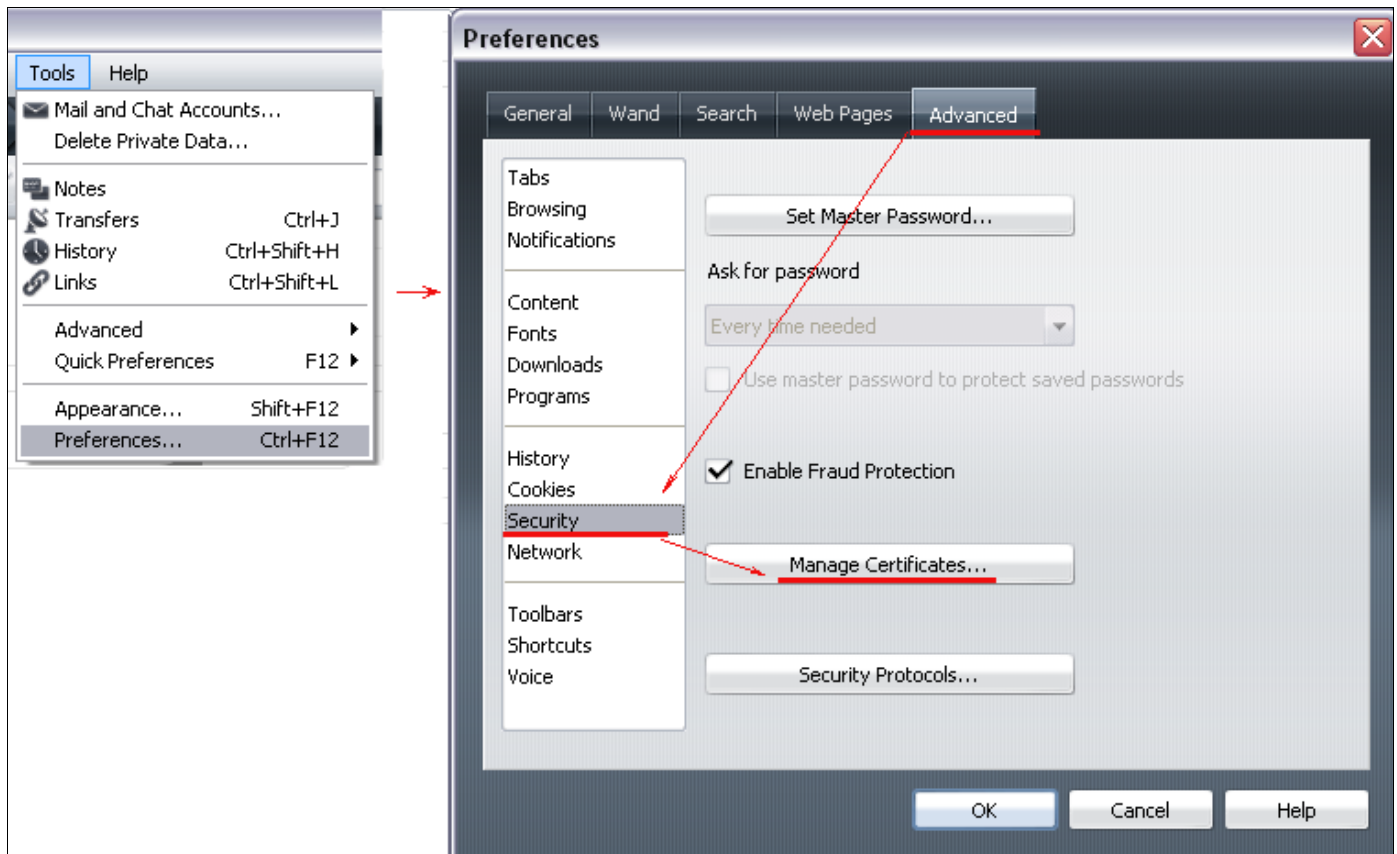 Tools Help
Mail and Chat Accounts...
Delete Private Data...
Notes
Transfers Ctrl+J
History Ctrl+Shift+H
Links Ctrl+Shift+L
Advanced
Quick Preferences F12
Appearance... Shift+F12
Preferences... Ctrl+F12
Preferences
General Wand Search Web Pages Advanced
Tabs
Browsing
Notifications
Content
Fonts
Downloads
Programs
History
Cookies
Security
Network
Toolbars
Shortcuts
Voice
Set Master Password...
Ask for password
Every time needed
Use master password to protect saved passwords
Enable Fraud Protection
Manage Certificates...
Security Protocols...
OK Cancel Help